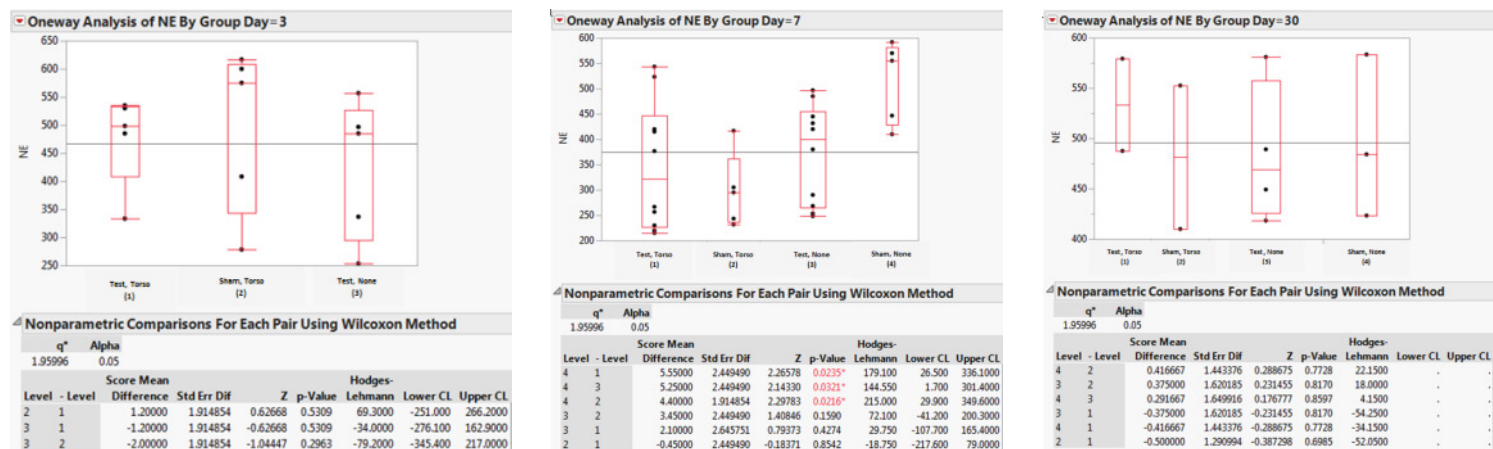 Oneway Analysis of NE By Group Day=3
650
600
550
500
450
400
350
300
250
NE
Test, Torso
(1)
Sham, Torso
(2)
Test, None
(3)
Nonparametric Comparisons For Each Pair Using Wilcoxon Method
q* Alpha
1.95996 0.05
Score Mean Hodges-
Level - Level Difference Std Err Dif Z p-Value Lehmann Lower CL Upper CL
2 1 1.20000 1.914854 0.62668 0.5309 69.3000 -251.000 266.2000
3 1 -1.20000 1.914854 -0.62668 0.5309 -34.0000 -276.100 162.9000
3 2 -2.00000 1.914854 -1.04447 0.2963 -79.2000 -345.400 217.0000
Oneway Analysis of NE By Group Day=7
600
550
500
450
400
350
300
250
200
NE
Test, Torso
(1)
Sham, Torso
(2)
Test, None
(3)
Sham, None
(4)
Nonparametric Comparisons For Each Pair Using Wilcoxon Method
q* Alpha
1.95996 0.05
Score Mean Hodges-
Level - Level Difference Std Err Dif Z p-Value Lehmann Lower CL Upper CL
4 1 5.55000 2.449490 2.26578 0.0235* 179.100 26.500 336.1000
4 3 5.25000 2.449490 2.14330 0.0321* 144.550 1.700 301.4000
4 2 4.40000 1.914854 2.29783 0.0216* 215.000 29.900 349.6000
3 2 3.45000 2.449490 1.40846 0.1590 72.100 -41.200 200.3000
3 1 2.10000 2.645751 0.79373 0.4274 29.750 -107.700 165.4000
2 1 -0.45000 2.449490 -0.18371 0.8542 -18.750 -217.600 79.0000
Oneway Analysis of NE By Group Day=30
600
550
500
450
400
NE
Test, Torso
(1)
Sham, Torso
(2)
Test, None
Sham, None
(4)
Nonparametric Comparisons For Each Pair Using Wilcoxon Method
q* Alpha
1.95996 0.05
Score Mean Hodges-
Level - Level Difference Std Err Dif Z p-Value Lehmann Lower CL Upper CL
4 2 0.416667 1.443376 0.288675 0.7728 22.1500 . .
3 2 0.375000 1.620185 0.231455 0.8170 18.0000 . .
4 3 0.291667 1.649916 0.176777 0.8597 4.1500 . .
3 1 -0.375000 1.620185 -0.231455 0.8170 -54.2500 . .
4 1 -0.416667 1.443376 -0.288675 0.7728 -34.1500 . .
2 1 -0.500000 1.290994 -0.387298 0.6985 -52.0500 . .